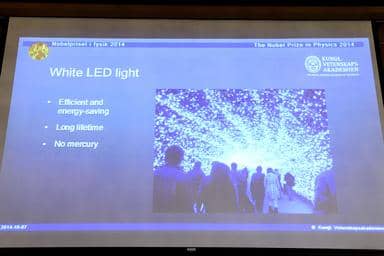 Nobelpriset i fysik 2014
The Nobel Prize in Physics 2014
KUNGL.
VETENSKAPS
AKADEMIEN
White LED light
• Efficient and
energy-saving
• Long lifetime
• No mercury
2014-10-07
© Kungl. Vetenskapsakademien